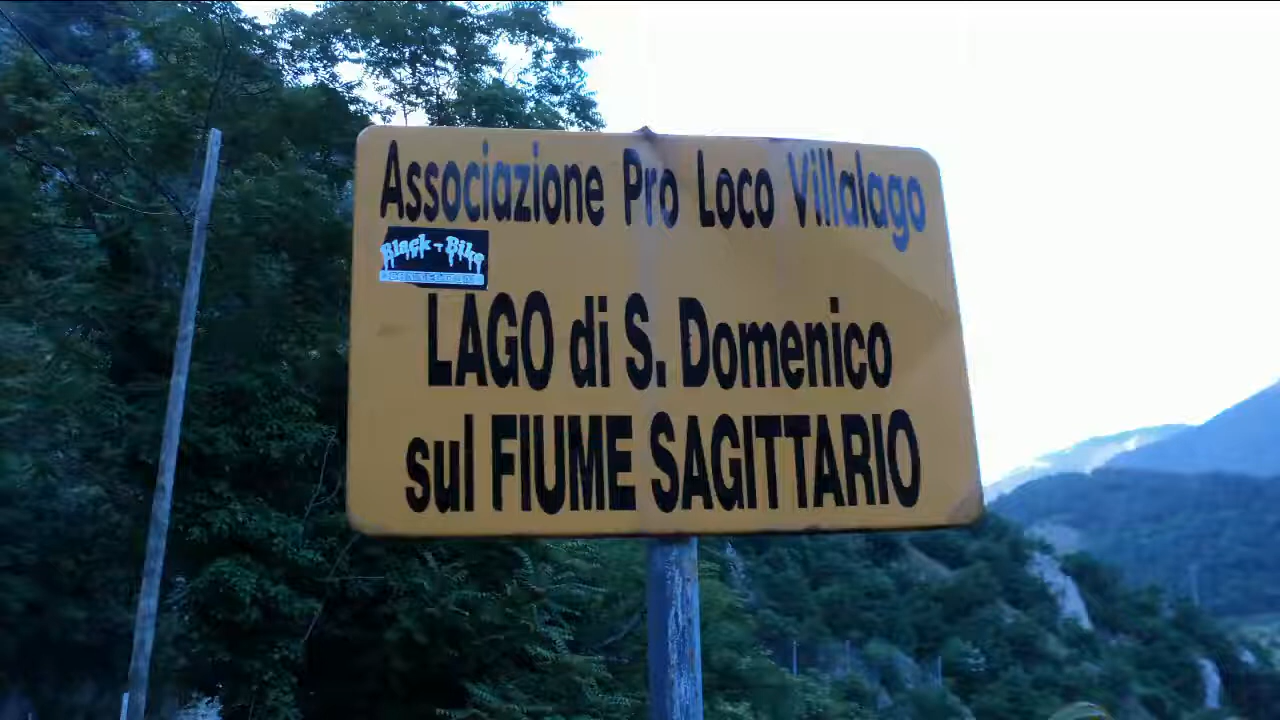 Associazione Pro Loco Villalago
Black-Bike
LAGO di S. Domenico
sul FIUME SAGITTARIO